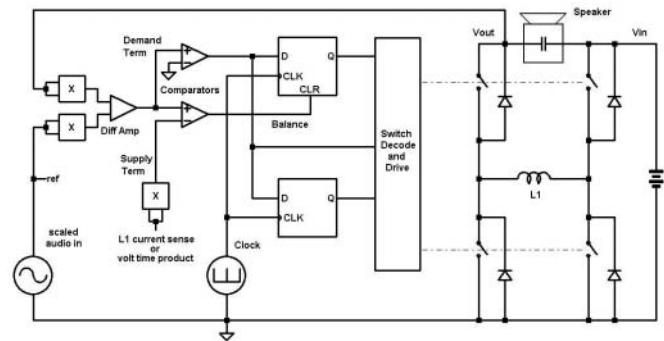 Speaker
Vout
Vin
Demand
Term
X
X
Diff Amp
Comparators
D
Q
CLK
CLR
Balance
Switch
Decode
and
Drive
Supply
Term
ref
X
L1
D
Q
CLK
scaled
audio in
L1 current sense
or
volt time product
Clock